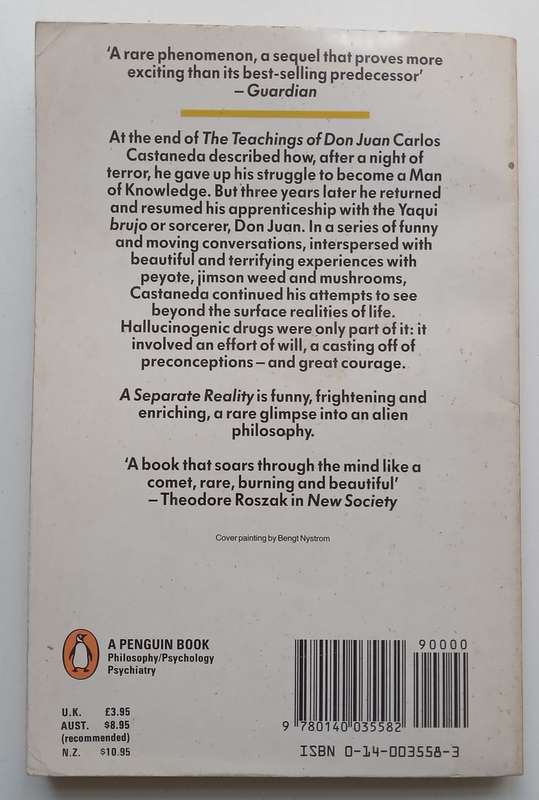 ‘A rare phenomenon, a sequel that proves more
exciting than its best-selling predecessor’
– Guardian
At the end of The Teachings of Don Juan Carlos
Castaneda described how, after a night of
terror, he gave up his struggle to become a Man
of Knowledge. But three years later he returned
and resumed his apprenticeship with the Yaqui
brujo or sorcerer, Don Juan. In a series of funny
and moving conversations, interspersed with
beautiful and terrifying experiences with
peyote, jimson weed and mushrooms,
Castaneda continued his attempts to see
beyond the surface realities of life.
Hallucinogenic drugs were only part of it: it
involved an effort of will, a casting off of
preconceptions – and great courage.
A Separate Reality is funny, frightening and
enriching, a rare glimpse into an alien
philosophy.
‘A book that soars through the mind like a
comet, rare, burning and beautiful’
– Theodore Roszak in New Society
Cover painting by Bengt Nystrom
A PENGUIN BOOK
Philosophy/Psychology
Psychiatry
U.K. £3.95
AUST. $8.95
(recommended)
N.Z. $10.95
90000
9 780140 035582
ISBN 0-14-003558-3